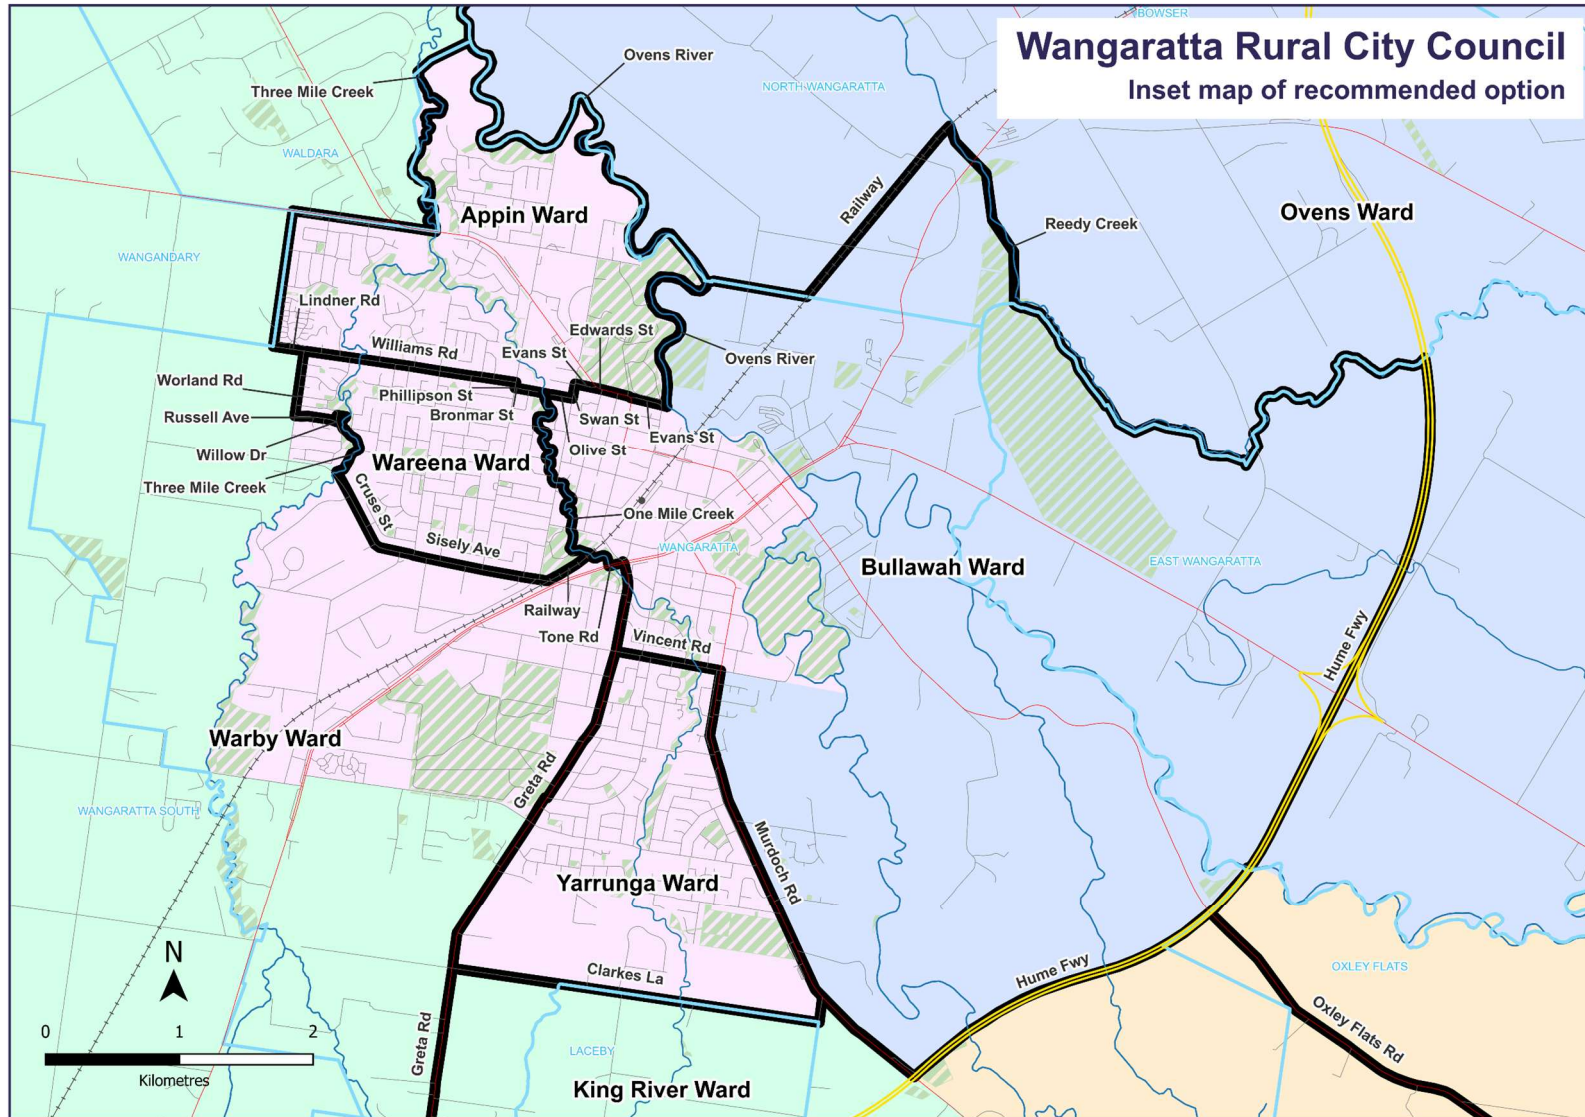 BOWSER
Wangaratta Rural City Council
Inset map of recommended option
Ovens River
Three Mile Creek
NORTH WANGARATTA
WALDARA
Railway
Appin Ward
Ovens Ward
Reedy Creek
WANGANDARY
Lindner Rd
Edwards St
Williams Rd
Evans St
Ovens River
Worland Rd
Phillipson St
Russell Ave
Bronmar St
Swan St
Evans St
Olive St
Willow Dr
Wareena Ward
Three Mile Creek
Cruse St
One Mile Creek
Sisely Ave
WANGARATTA
Bullawah Ward
EAST WANGARATTA
Railway
Tone Rd
Vincent Rd
Hume Fwy
Warby Ward
Greta Rd
WANGARATTA SOUTH
Murdoch Rd
Yarrunga Ward
N
Clarkes La
Hume Fwy
OXLEY FLATS
0 1 2
Kilometres
Greta Rd
Oxley Flats Rd
LACEBY
King River Ward